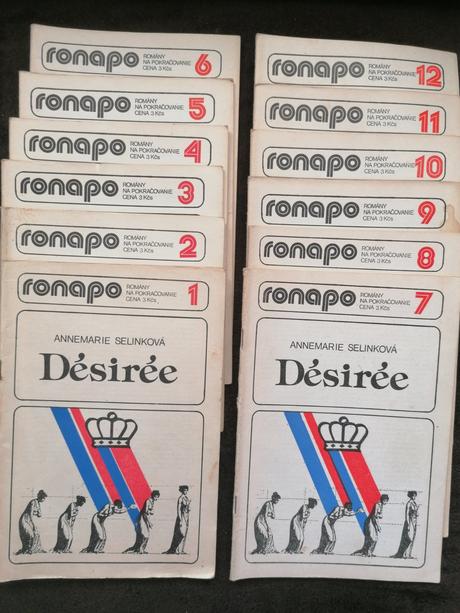 ronapo
ROMÁNY
NA POKRAČOVANIE
CENA 3 Kčs
6
ronapo
ROMÁNY
NA POKRAČOVANIE
CENA 3 Kčs
5
ronapo
ROMÁNY
NA POKRAČOVANIE
CENA 3 Kčs
4
ronapo
ROMÁNY
NA POKRAČOVANIE
CENA 3 Kčs
3
ronapo
ROMÁNY
NA POKRAČOVANIE
CENA 3 Kčs
2
ronapo
ROMÁNY
NA POKRAČOVANIE
CENA 3 Kčs
1
ANNEMARIE SELINKOVÁ
Désirée
ronapo
ROMÁNY
NA POKRAČOVANIE
CENA 3 Kčs
12
ronapo
ROMÁNY
NA POKRAČOVANIE
CENA 3 Kčs
11
ronapo
ROMÁNY
NA POKRAČOVANIE
CENA 3 Kčs
10
ronapo
ROMÁNY
NA POKRAČOVANIE
CENA 3 Kčs
9
ronapo
ROMÁNY
NA POKRAČOVANIE
CENA 3 Kčs
8
ronapo
ROMÁNY
NA POKRAČOVANIE
CENA 3 Kčs
7
ANNEMARIE SELINKOVÁ
Désirée